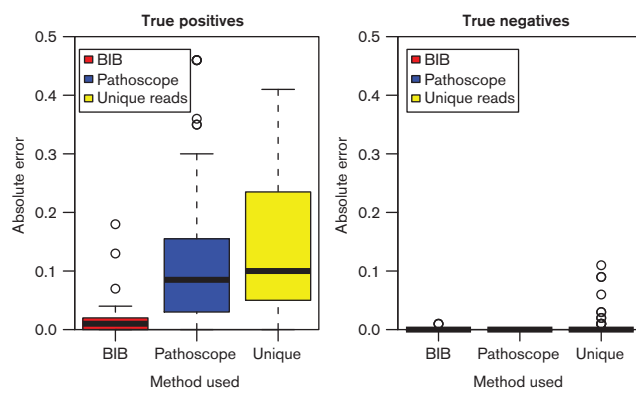 True positives
0.5
0.4
0.3
0.2
0.1
0.0
Absolute error
BIB
Pathoscope
Unique reads
BIB
Pathoscope
Unique
Method used
True negatives
0.5
0.4
0.3
0.2
0.1
0.0
Absolute error
BIB
Pathoscope
Unique reads
BIB
Pathoscope
Unique
Method used